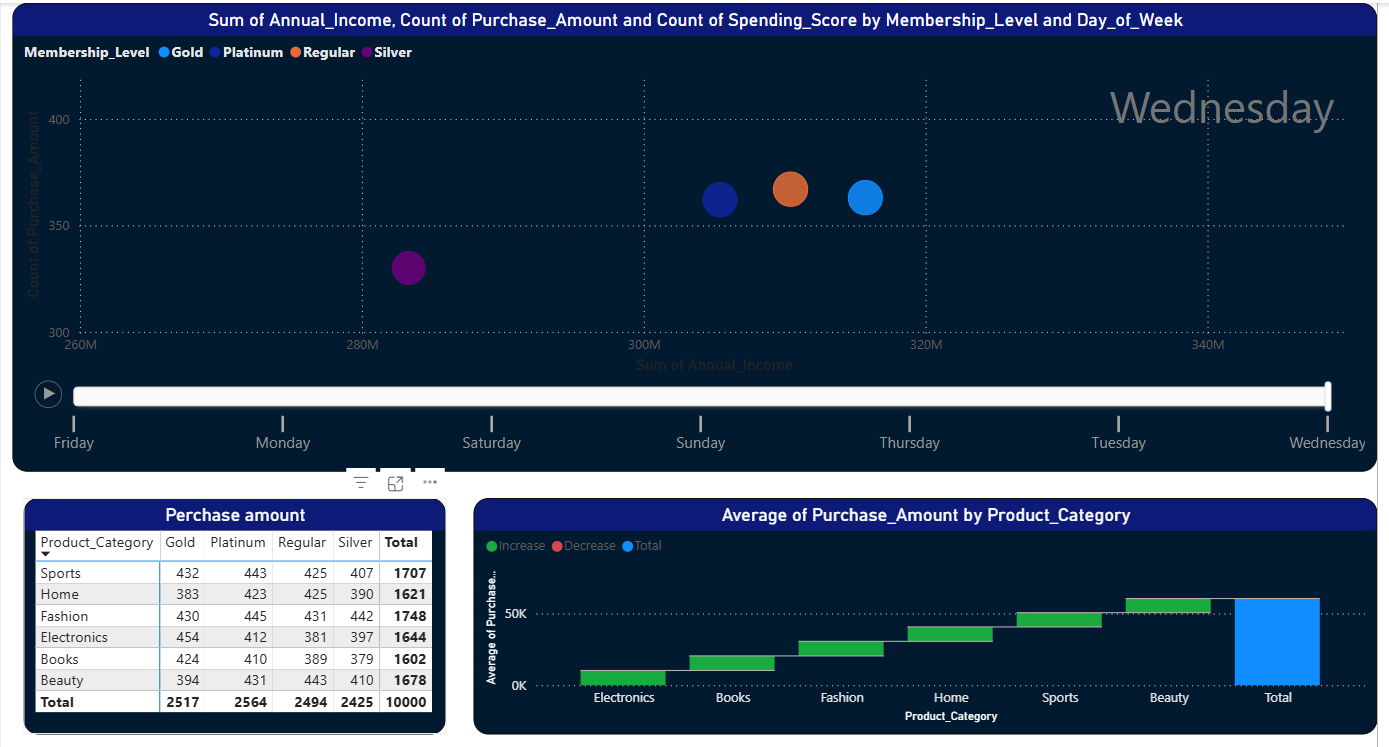 Sum of Annual_Income, Count of Purchase_Amount and Count of Spending_Score by Membership_Level and Day_of_Week
Membership_Level Gold Platinum Regular Silver
Wednesday
Count of Purchase_Amount
400
350
300
260M 280M 300M 320M 340M
Sum of Annual_Income
Friday Monday Saturday Sunday Thursday Tuesday Wednesday
Perchase amount
Product_Category Gold Platinum Regular Silver Total
Sports 432 443 425 407 1707
Home 383 423 425 390 1621
Fashion 430 445 431 442 1748
Electronics 454 412 381 397 1644
Books 424 410 389 379 1602
Beauty 394 431 443 410 1678
Total 2517 2564 2494 2425 10000
Average of Purchase_Amount by Product_Category
Increase Decrease Total
Average of Purchase...
50K
0K
Electronics Books Fashion Home Sports Beauty Total
Product_Category